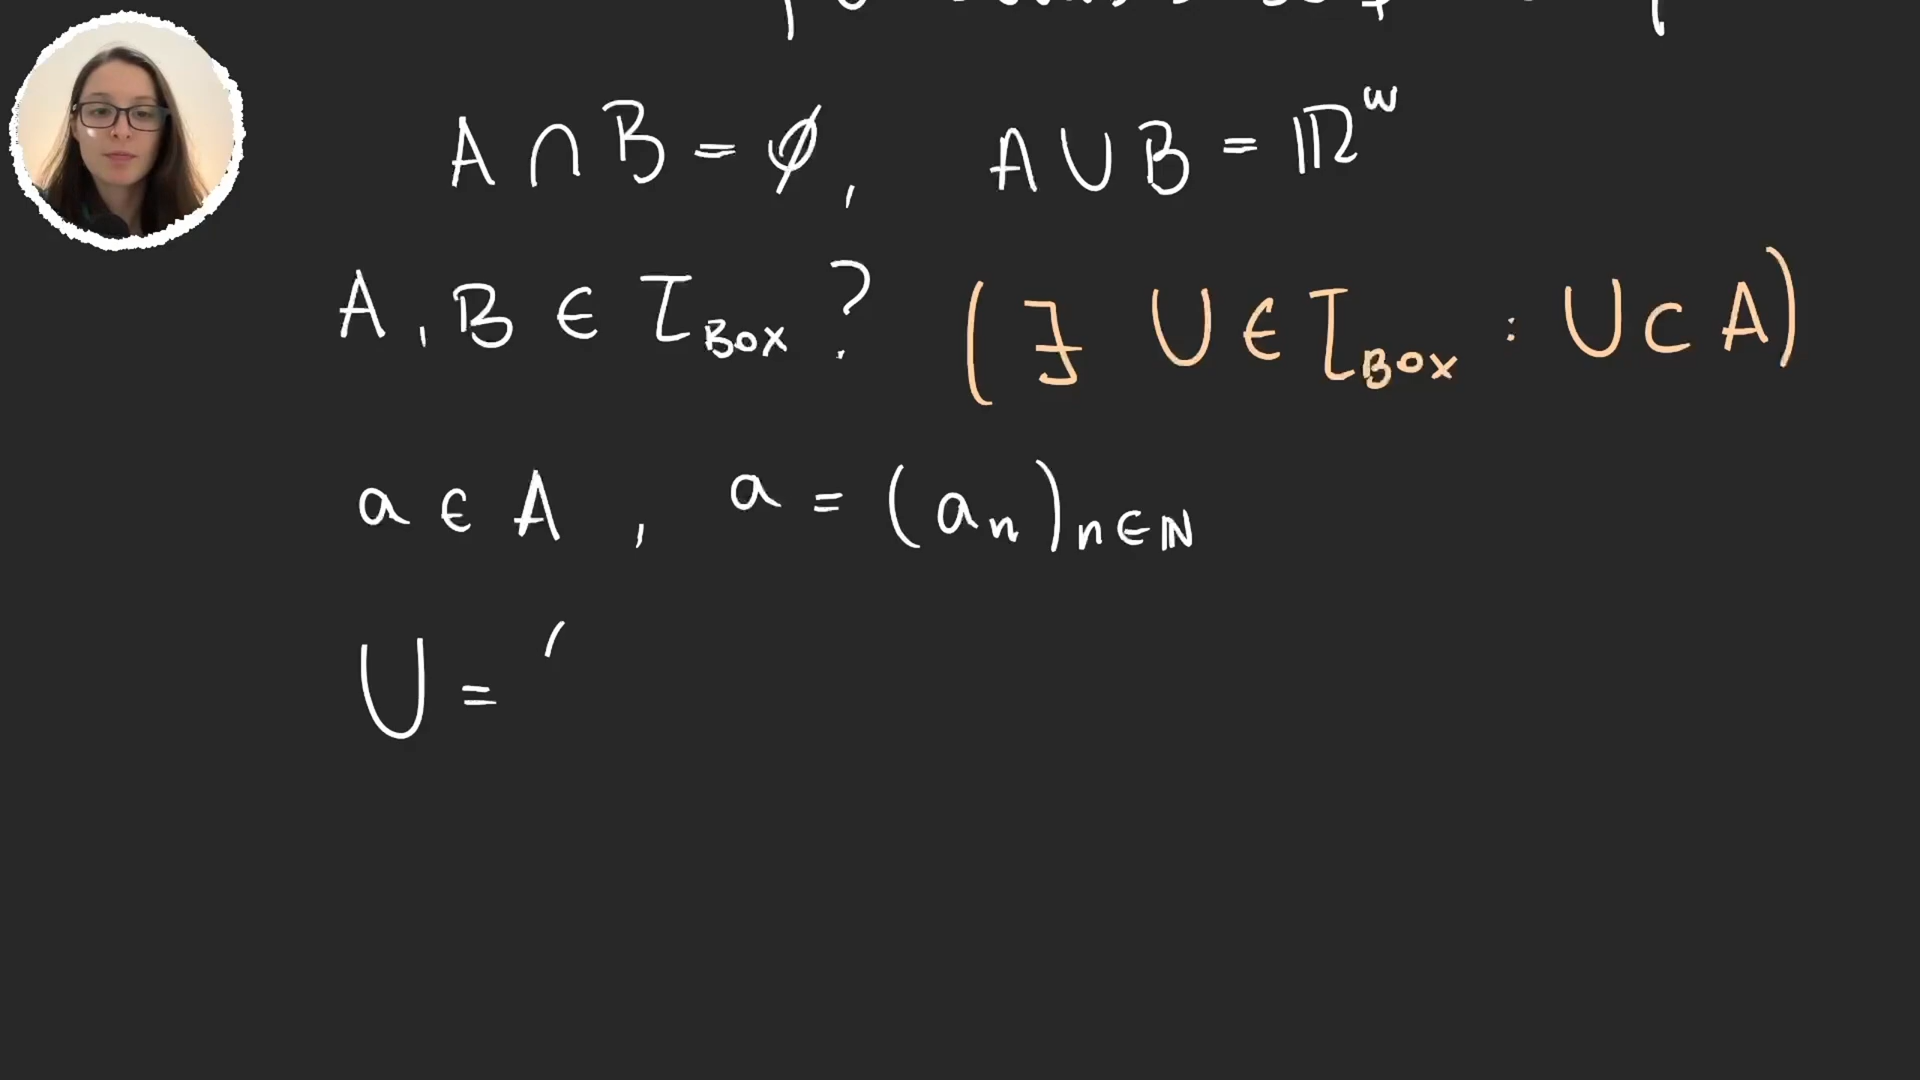 A ∩ B = ∅, A ∪ B = ℝ^ω
A, B ∈ τ_Box ? (∃ U ∈ τ_Box : U ⊂ A)
a ∈ A, a = (a_n)_{n∈ℕ}
U = (